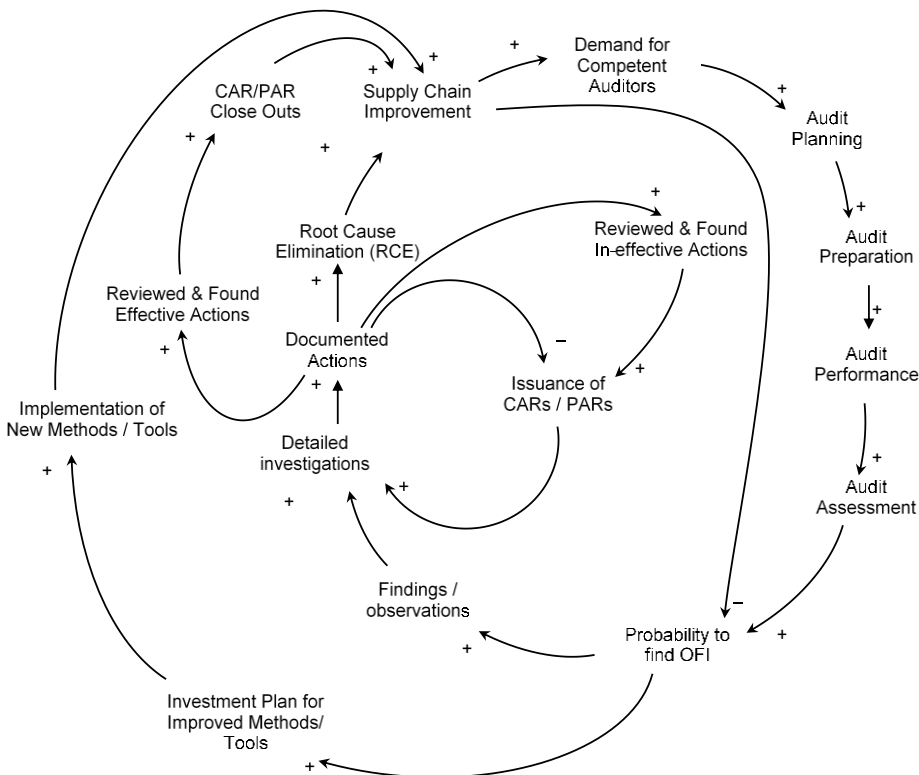 Demand for
Competent
Auditors
+
+
+
CAR/PAR
Close Outs
+
Supply Chain
Improvement
+
Audit
Planning
+
+
+
Root Cause
Elimination (RCE)
+
Reviewed & Found
In-effective Actions
+
Audit
Preparation
+
Reviewed & Found
Effective Actions
+
+
Documented
Actions
–
Audit
Performance
+
+
Issuance of
CARs / PARs
Implementation of
New Methods / Tools
+
Detailed
investigations
+
+
+
Audit
Assessment
Findings /
observations
–
+
Probability to
find OFI
+
Investment Plan for
Improved Methods/
Tools
+